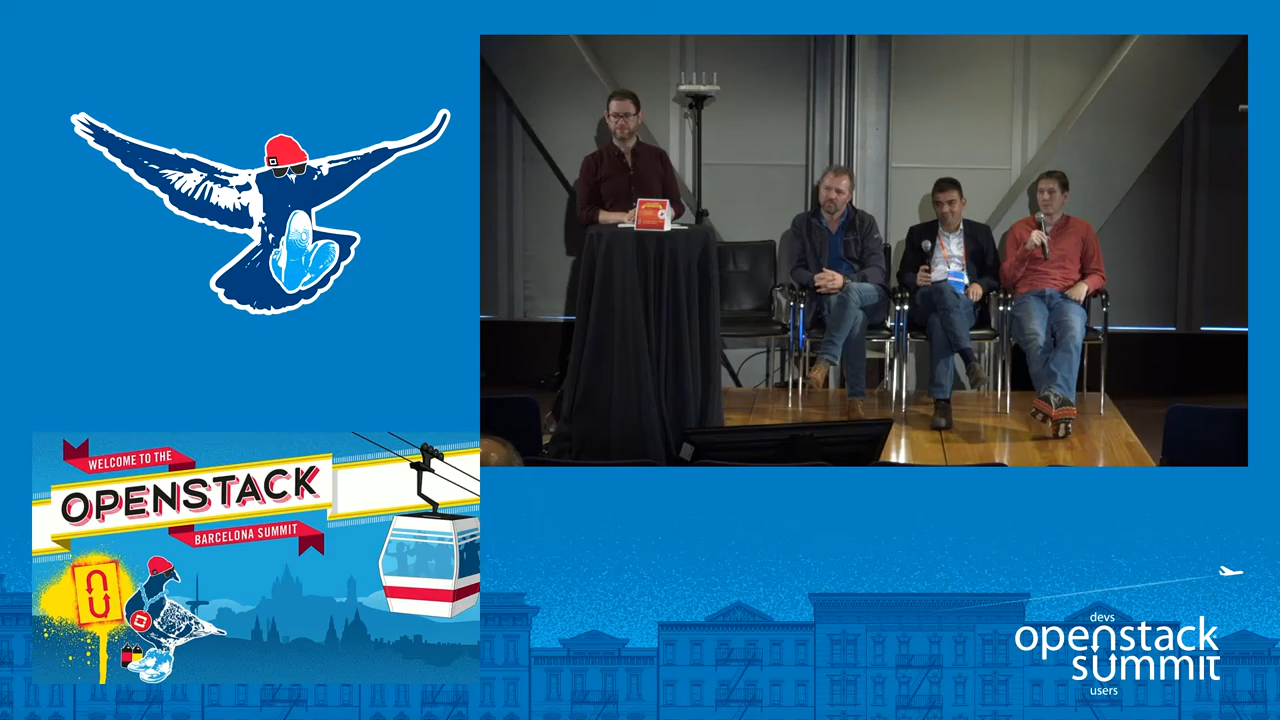 WELCOME TO THE
OPENSTACK
BARCELONA SUMMIT
devs
openstack
summit
users